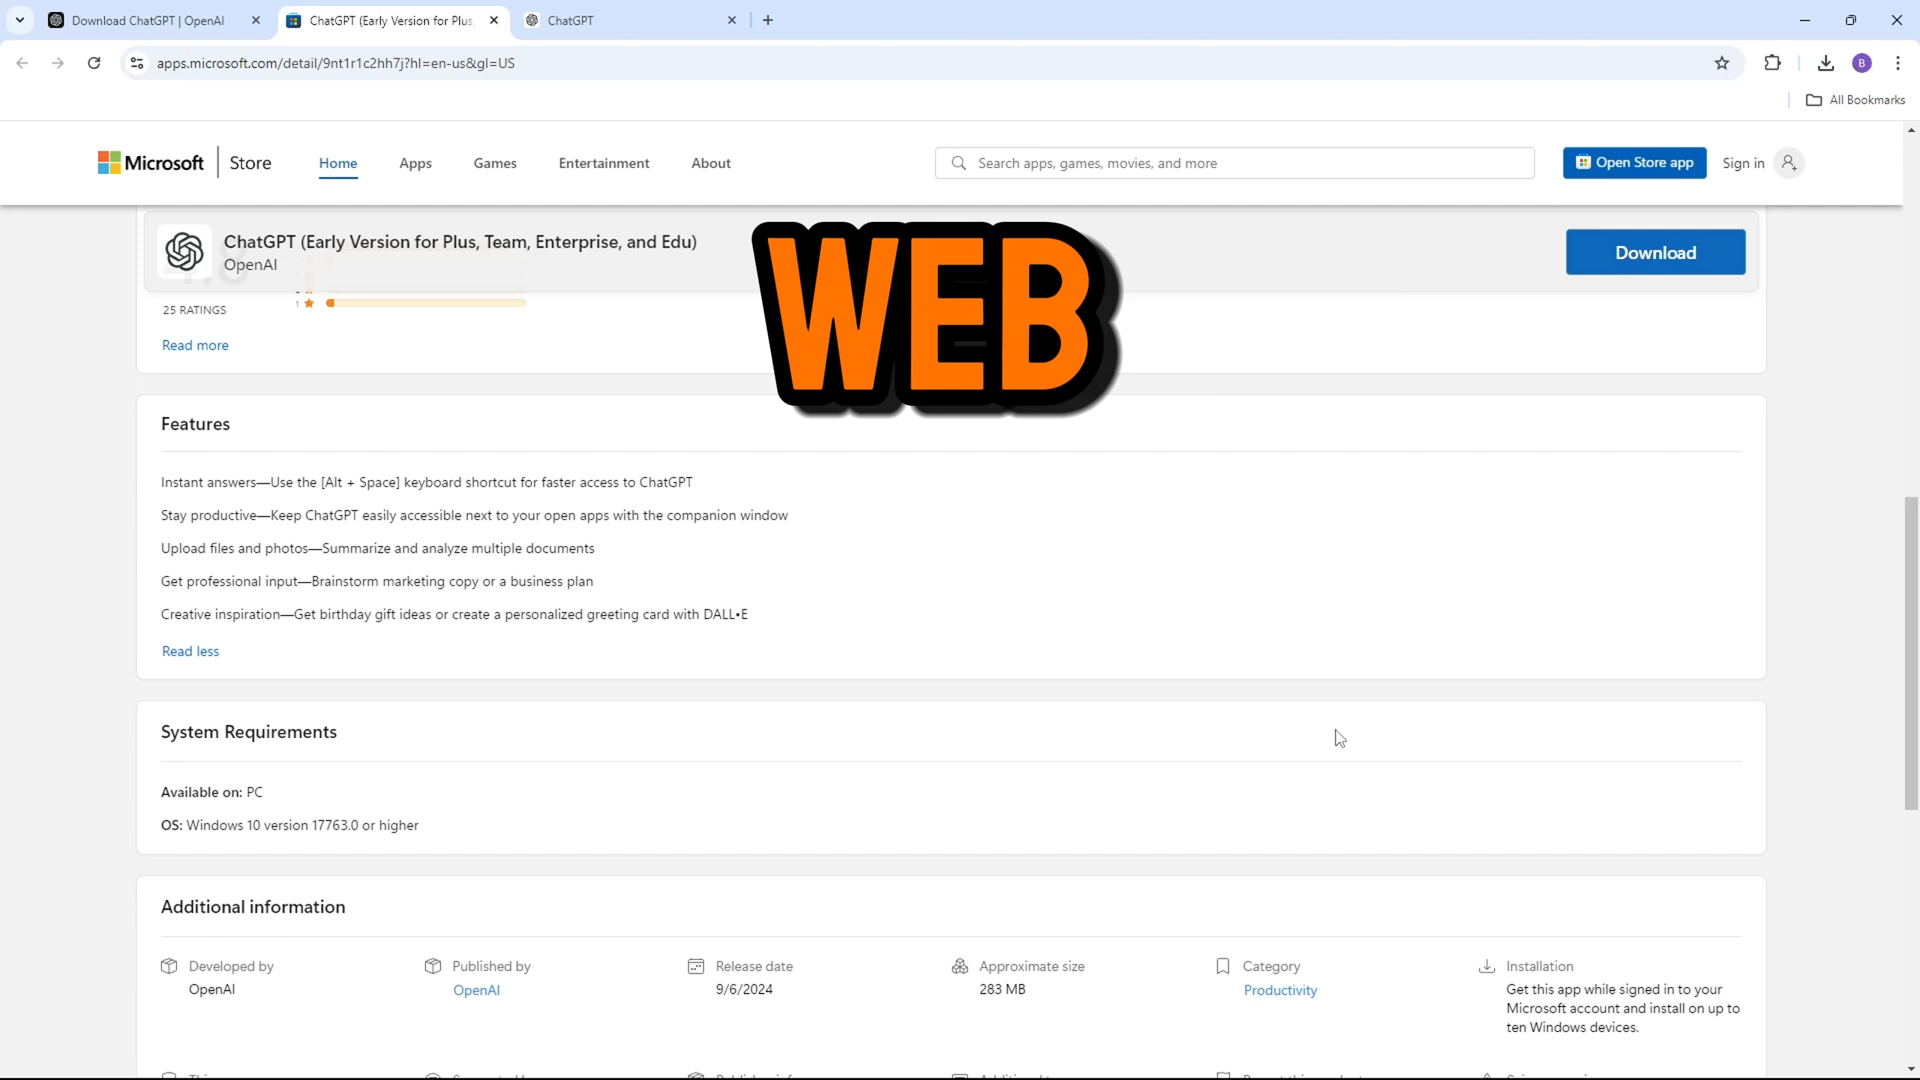 Download ChatGPT | OpenAI
ChatGPT (Early Version for Plus,
ChatGPT
apps.microsoft.com/detail/9nt1r1c2hh7j?hl=en-us&gl=US
B
All Bookmarks
Microsoft
Store
Home
Apps
Games
Entertainment
About
Search apps, games, movies, and more
Open Store app
Sign in
ChatGPT (Early Version for Plus, Team, Enterprise, and Edu)
OpenAI
Download
WEB
1
25 RATINGS
Read more
Features
Instant answers—Use the [Alt + Space] keyboard shortcut for faster access to ChatGPT
Stay productive—Keep ChatGPT easily accessible next to your open apps with the companion window
Upload files and photos—Summarize and analyze multiple documents
Get professional input—Brainstorm marketing copy or a business plan
Creative inspiration—Get birthday gift ideas or create a personalized greeting card with DALL•E
Read less
System Requirements
Available on: PC
OS: Windows 10 version 17763.0 or higher
Additional information
Developed by
OpenAI
Published by
OpenAI
Release date
9/6/2024
Approximate size
283 MB
Category
Productivity
Installation
Get this app while signed in to your
Microsoft account and install on up to
ten Windows devices.